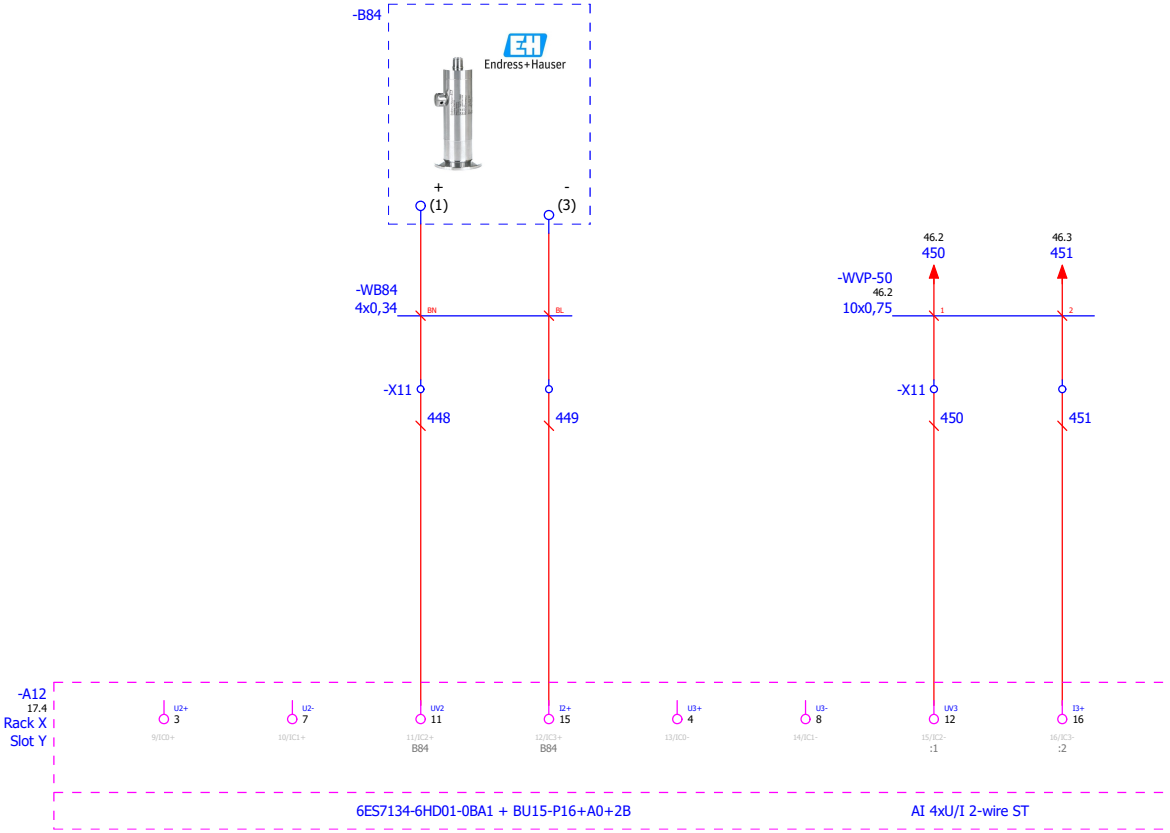 -B84
EH
Endress+Hauser
+
(1)
-
(3)
46.2
450
46.3
451
-WVP-50
46.2
10x0,75
1
2
-WB84
4x0,34
BN
BL
-X11
448
449
-X11
450
451
-A12
17.4
Rack X
Slot Y
U2+
3
U2-
7
UV2
11
I2+
15
U3+
4
U3-
8
UV3
12
I3+
16
9/IC0+
10/IC1+
11/IC2+
12/IC3+
13/IC0-
14/IC1-
15/IC2-
16/IC3-
B84
B84
:1
:2
6ES7134-6HD01-0BA1 + BU15-P16+A0+2B
AI 4xU/I 2-wire ST